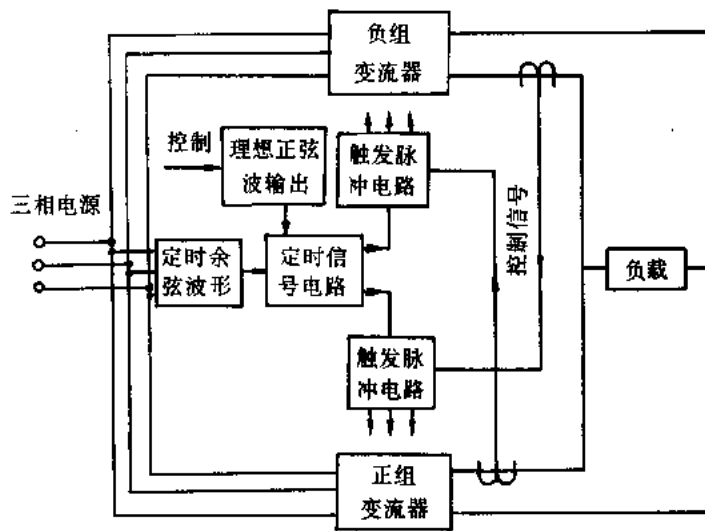 负组
变流器
控制
理想正弦
波输出
触发脉
冲电路
三相电源
定时余
弦波形
定时信
号电路
控制信号
负载
触发脉
冲电路
正组
变流器